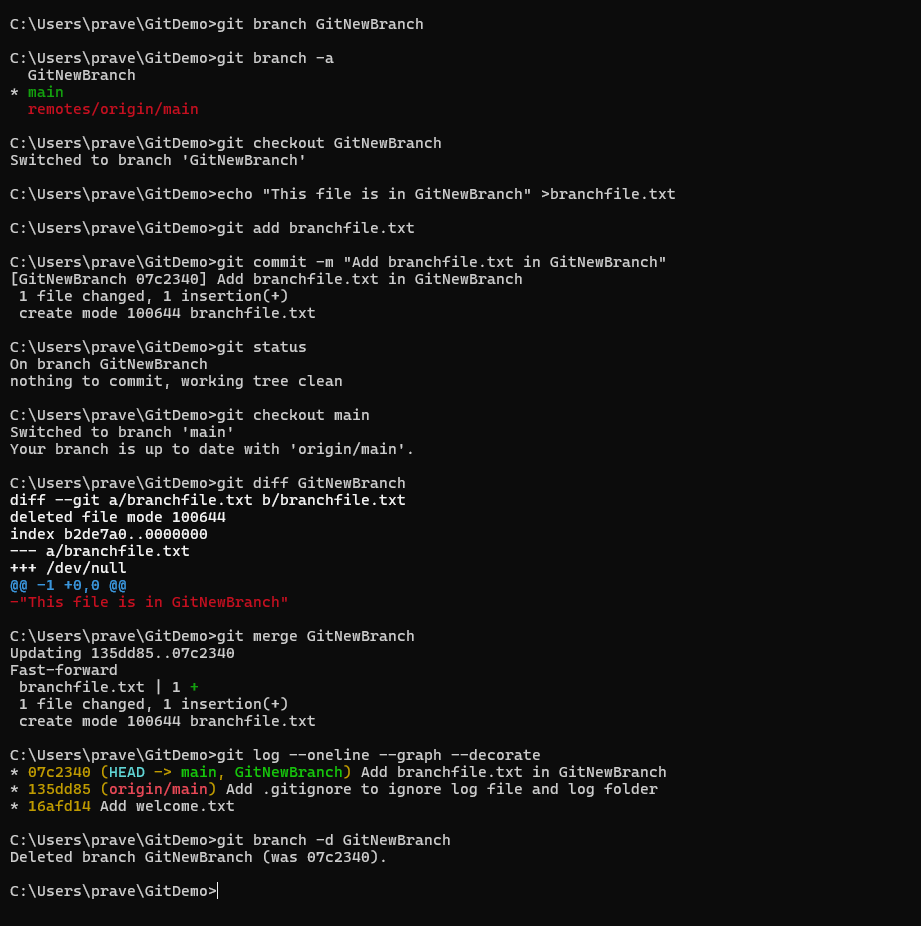 C:\Users\prave\GitDemo>git branch GitNewBranch
C:\Users\prave\GitDemo>git branch -a
  GitNewBranch
* main
  remotes/origin/main
C:\Users\prave\GitDemo>git checkout GitNewBranch
Switched to branch 'GitNewBranch'
C:\Users\prave\GitDemo>echo "This file is in GitNewBranch" >branchfile.txt
C:\Users\prave\GitDemo>git add branchfile.txt
C:\Users\prave\GitDemo>git commit -m "Add branchfile.txt in GitNewBranch"
[GitNewBranch 07c2340] Add branchfile.txt in GitNewBranch
 1 file changed, 1 insertion(+)
 create mode 100644 branchfile.txt
C:\Users\prave\GitDemo>git status
On branch GitNewBranch
nothing to commit, working tree clean
C:\Users\prave\GitDemo>git checkout main
Switched to branch 'main'
Your branch is up to date with 'origin/main'.
C:\Users\prave\GitDemo>git diff GitNewBranch
diff --git a/branchfile.txt b/branchfile.txt
deleted file mode 100644
index b2de7a0..0000000
--- a/branchfile.txt
+++ /dev/null
@@ -1 +0,0 @@
-"This file is in GitNewBranch"
C:\Users\prave\GitDemo>git merge GitNewBranch
Updating 135dd85..07c2340
Fast-forward
 branchfile.txt | 1 +
 1 file changed, 1 insertion(+)
 create mode 100644 branchfile.txt
C:\Users\prave\GitDemo>git log --oneline --graph --decorate
* 07c2340 (HEAD -> main, GitNewBranch) Add branchfile.txt in GitNewBranch
* 135dd85 (origin/main) Add .gitignore to ignore log file and log folder
* 16afd14 Add welcome.txt
C:\Users\prave\GitDemo>git branch -d GitNewBranch
Deleted branch GitNewBranch (was 07c2340).
C:\Users\prave\GitDemo>